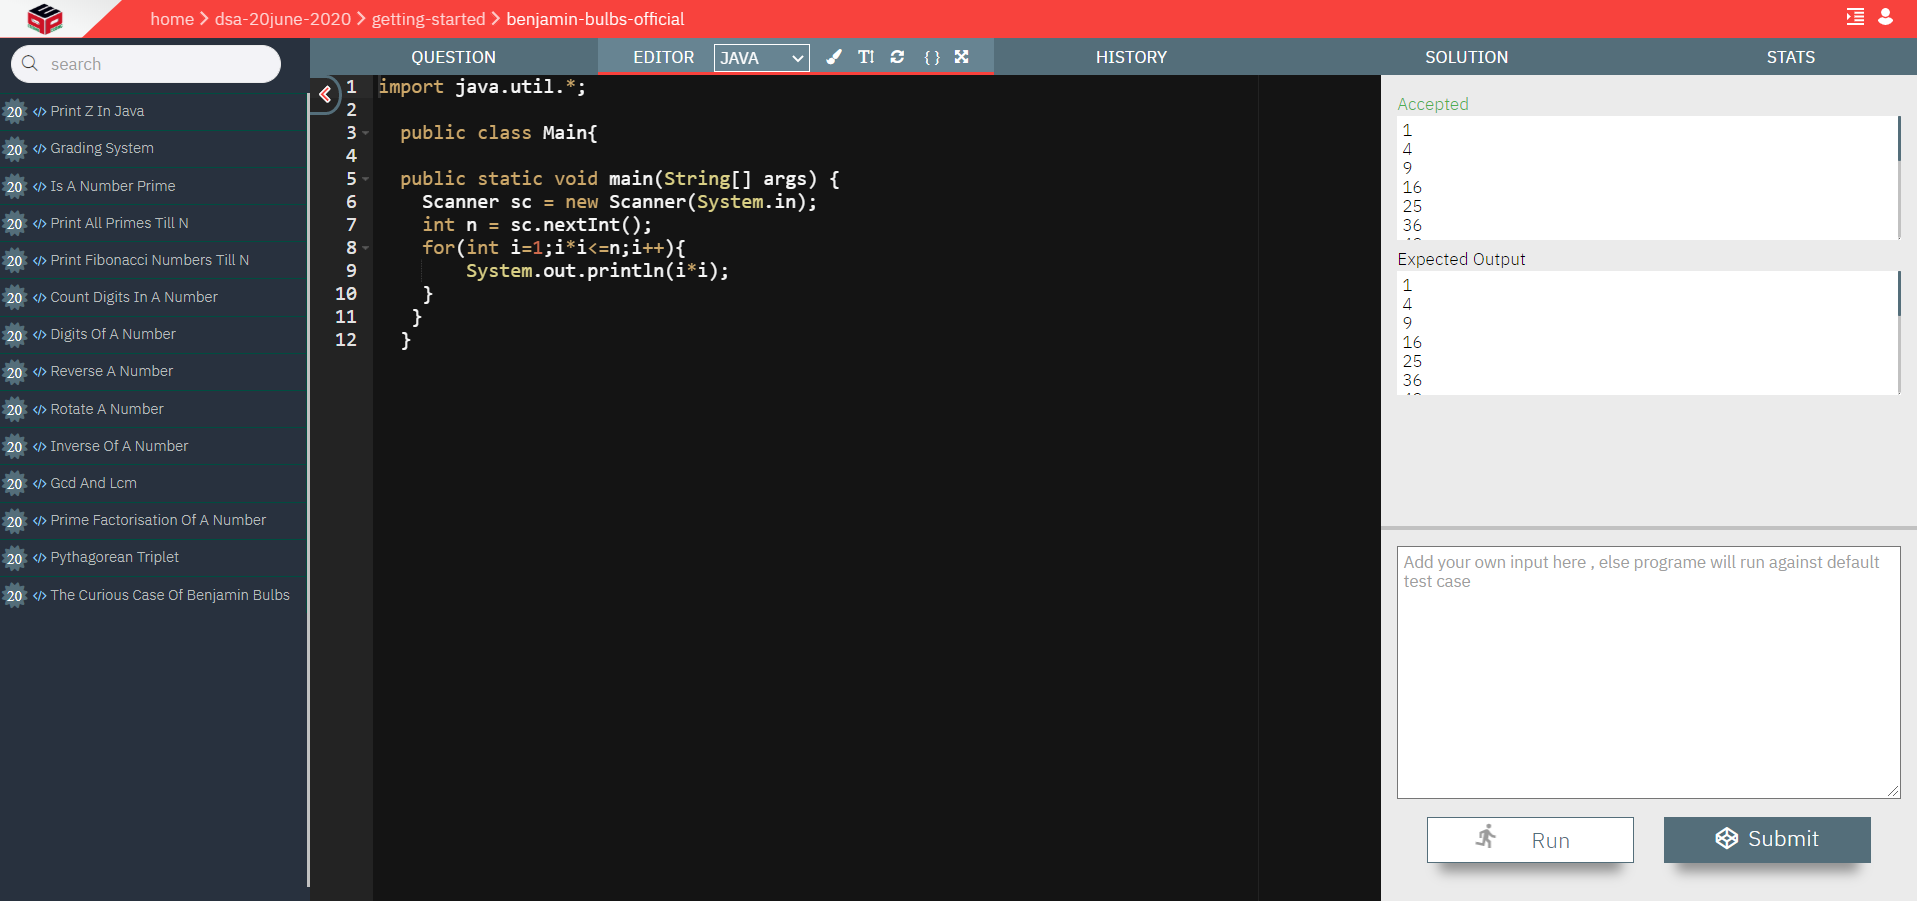 home > dsa-20june-2020 > getting-started > benjamin-bulbs-official
search
20 </> Print Z In Java
20 </> Grading System
20 </> Is A Number Prime
20 </> Print All Primes Till N
20 </> Print Fibonacci Numbers Till N
20 </> Count Digits In A Number
20 </> Digits Of A Number
20 </> Reverse A Number
20 </> Rotate A Number
20 </> Inverse Of A Number
20 </> Gcd And Lcm
20 </> Prime Factorisation Of A Number
20 </> Pythagorean Triplet
20 </> The Curious Case Of Benjamin Bulbs
QUESTION EDITOR JAVA TI { } HISTORY SOLUTION STATS
1 import java.util.*;
2
3 public class Main{
4
5 public static void main(String[] args) {
6 Scanner sc = new Scanner(System.in);
7 int n = sc.nextInt();
8 for(int i=1;i*i<=n;i++){
9 System.out.println(i*i);
10 }
11 }
12 }
Accepted
1
4
9
16
25
36
Expected Output
1
4
9
16
25
36
Add your own input here , else programe will run against default
test case
Run
Submit